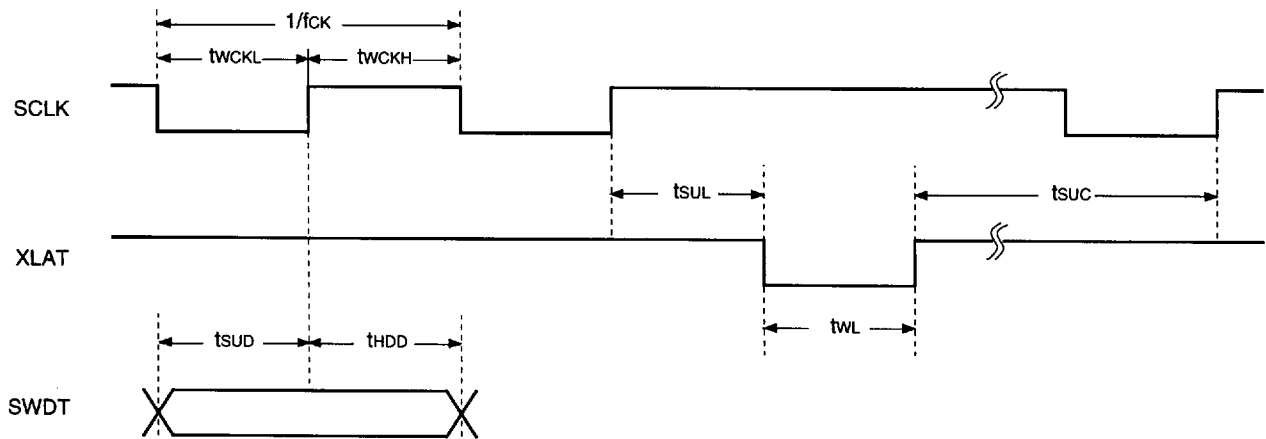 1/fCK
tWCKL tWCKH
SCLK
tSUL tSUC
XLAT
tWL
tSUD tHDD
SWDT